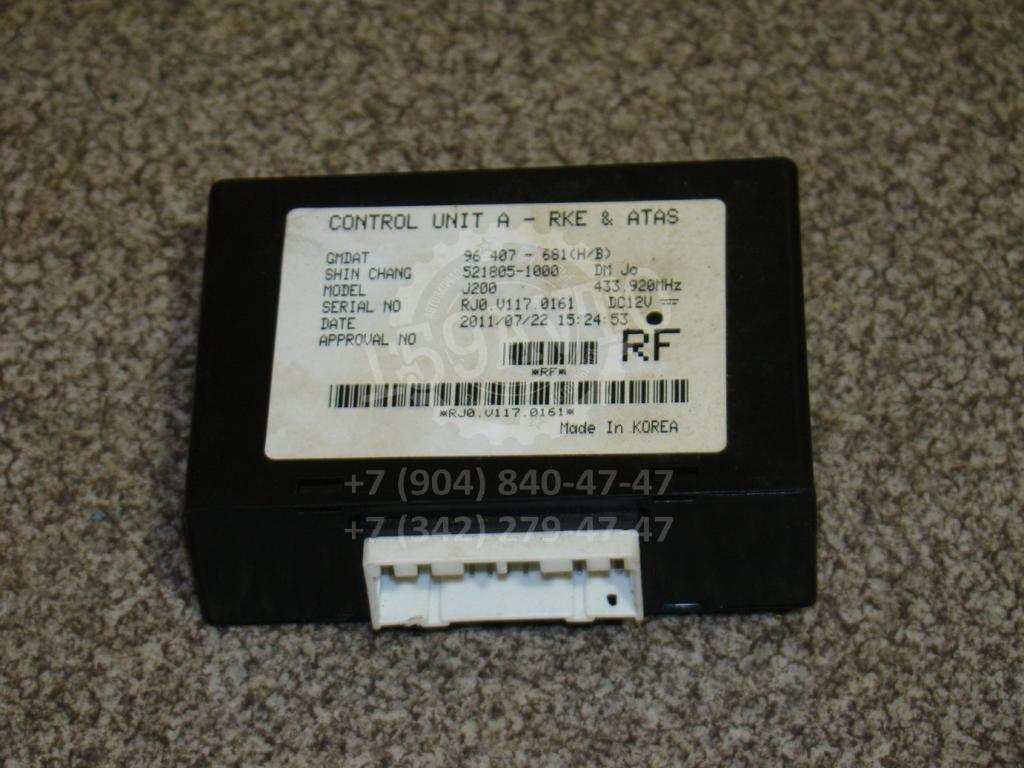 CONTROL UNIT A - RKE & ATAS
GMDAT 96 407 - 681(H/B)
SHIN CHANG 521805-1000 DM Jo
MODEL J200 433.920MHz
SERIAL NO RJ0.V117.0161 DC12V
DATE 2011/07/22 15:24:53
APPROVAL NO
RF
*RF*
*RJ0.V117.0161*
Made In KOREA
+7 (904) 840-47-47
+7 (342) 279-47-47